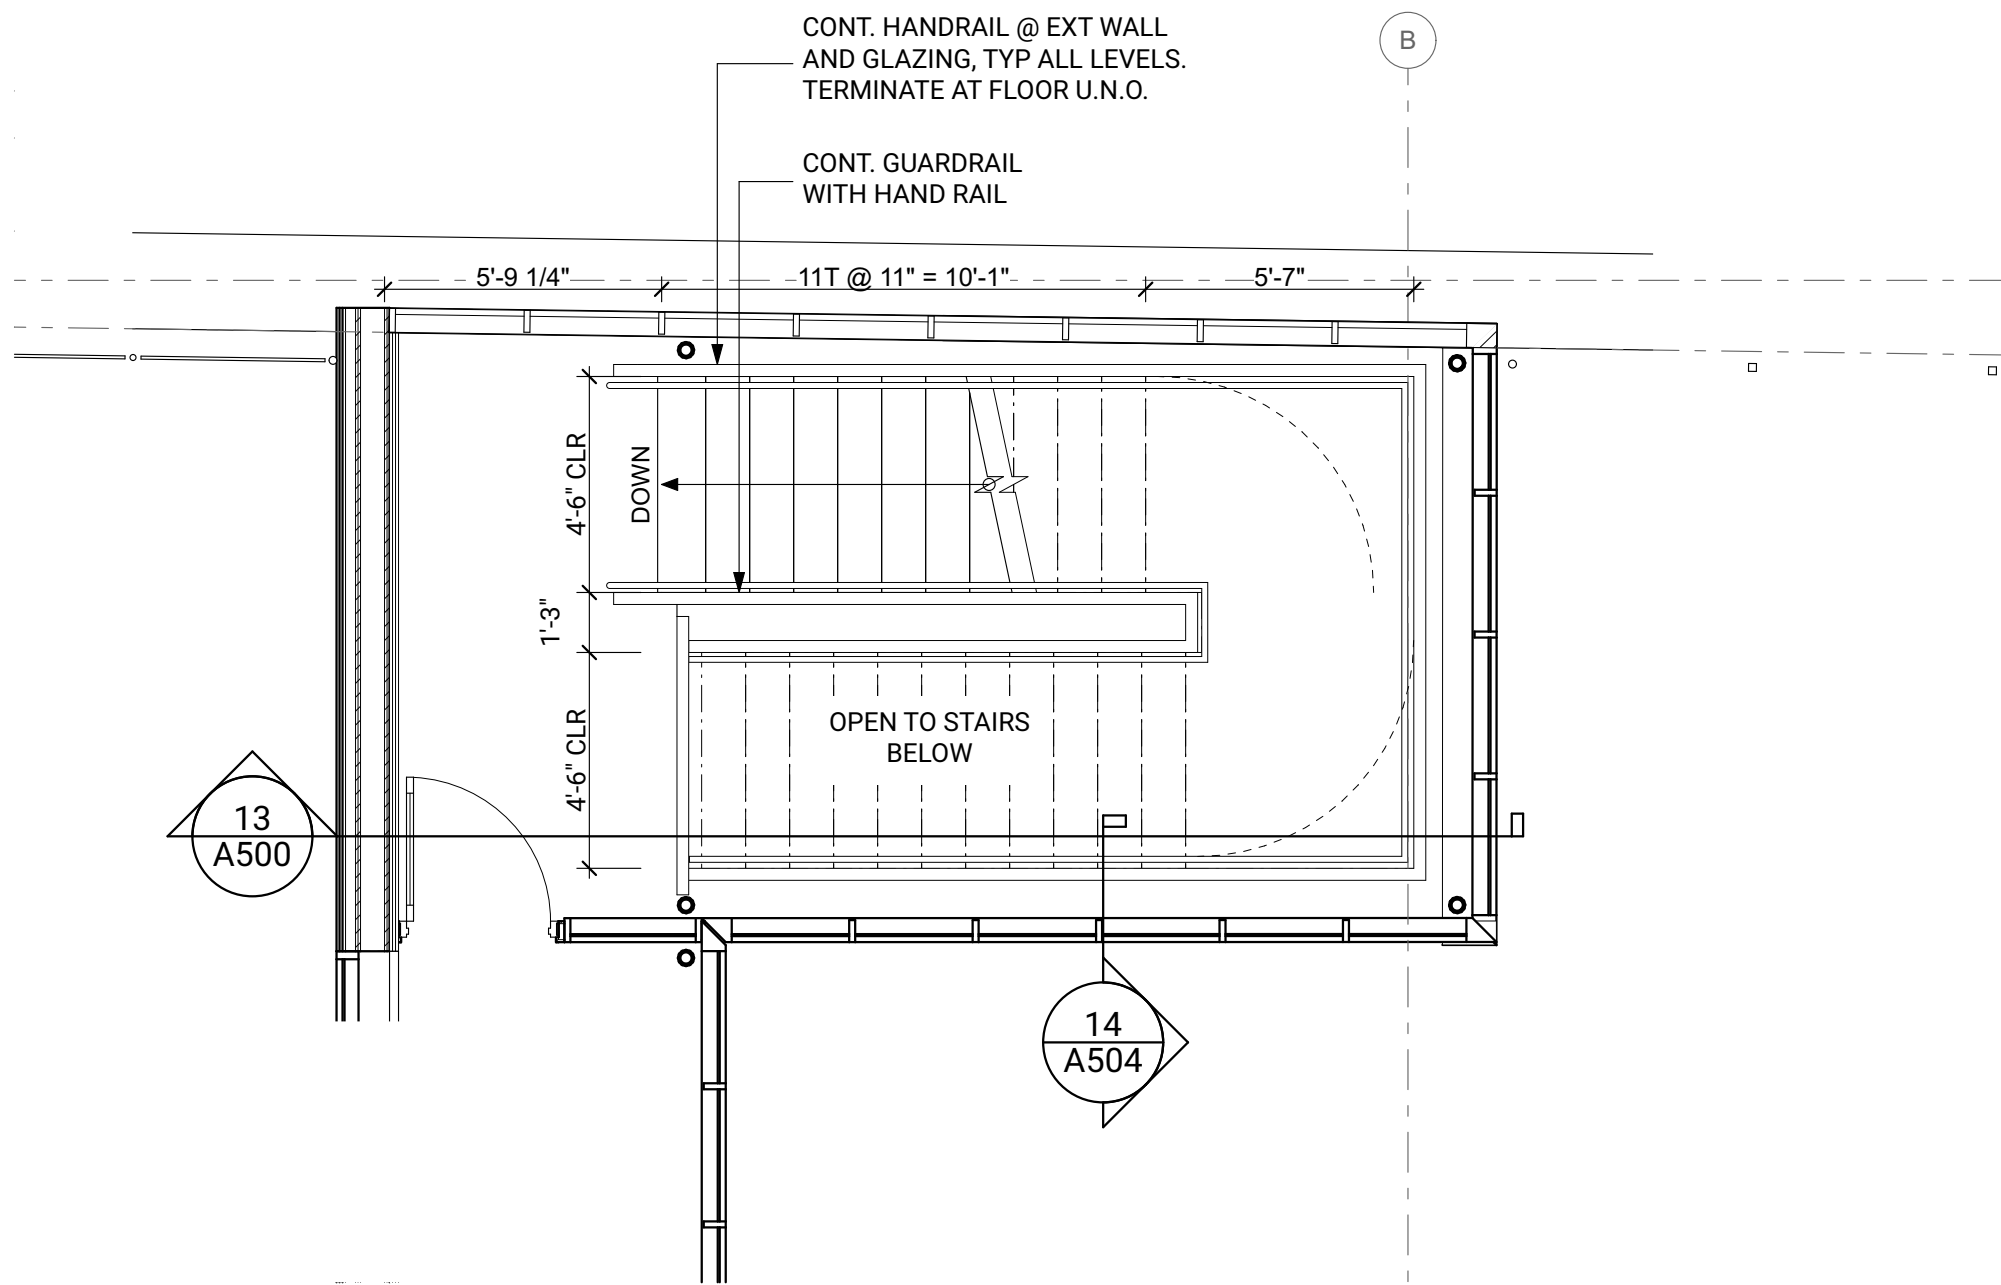 CONT. HANDRAIL @ EXT WALL
AND GLAZING, TYP ALL LEVELS.
TERMINATE AT FLOOR U.N.O.
B
CONT. GUARDRAIL
WITH HAND RAIL
5'-9 1/4"
11T @ 11" = 10'-1"
5'-7"
4'-6" CLR
DOWN
1'-3"
4'-6" CLR
OPEN TO STAIRS
BELOW
13
A500
14
A504